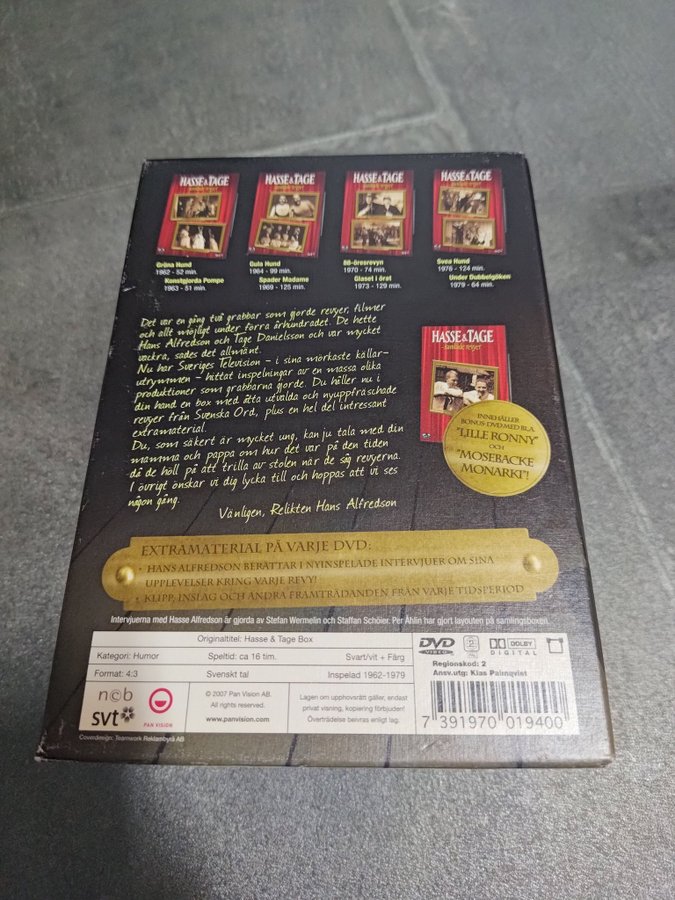 HASSE & TAGE
HASSE & TAGE
HASSE & TAGE
HASSE & TAGE
Gröna Hund
1962 - 52 min.
Konstgjorda Pompe
1963 - 51 min.
Gula Hund
1964 - 99 min.
Spader Madame
1969 - 125 min.
88-öresrevyn
1970 - 74 min.
Glaset i örat
1973 - 129 min.
Svea Hund
1976 - 124 min.
Under Dubbelgöken
1979 - 64 min.
Det var en gång två grabbar som gjorde revyer, filmer
och allt möjligt under förra århundradet. De hette
Hans Alfredson och Tage Danielsson och var mycket
vackra, sades det allmänt.
Nu har Sveriges Television - i sina mörkaste källar-
utrymmen - hittat inspelningar av en massa olika
produktioner som grabbarna gjorde. Du håller nu i
din hand en box med åtta utvalda och nyuppfräschade
revyer från Svenska Ord, plus en hel del intressant
extramaterial.
Du, som säkert är mycket ung, kan ju tala med din
mamma och pappa om hur det var på den tiden
då de höll på att trilla av stolen när de såg revyerna.
I övrigt önskar vi dig lycka till och hoppas att vi ses
någon gång.
Vänligen, Relikten Hans Alfredson
HASSE & TAGE
- samlade revyer
INNEHÅLLER
BONUS-DVD MED BL.A.
"LILLE RONNY"
OCH
"MOSEBACKE
MONARKI"!
EXTRAMATERIAL PÅ VARJE DVD:
• HANS ALFREDSON BERÄTTAR I NYINSPELADE INTERVJUER OM SINA
UPPLEVELSER KRING VARJE REVY!
• KLIPP, INSLAG OCH ANDRA FRAMTRÄDANDEN FRÅN VARJE TIDSPERIOD
Intervjuerna med Hasse Alfredson är gjorda av Stefan Wermelin och Staffan Schöier. Per Åhlin har gjort layouten på samlingsboxen.
Originaltitel: Hasse & Tage Box
Kategori: Humor
Speltid: ca 16 tim.
Svart/vit + Färg
Format: 4:3
Svenskt tal
Inspelad 1962-1979
ncb
svt
PAN VISION
© 2007 Pan Vision AB.
All rights reserved.
www.panvision.com
Lagen om upphovsrätt gäller, endast
privat visning, kopiering förbjuden!
Överträdelse beivras enligt lag.
DVD
VIDEO
2
DOLBY
DIGITAL
Regionskod: 2
Ansv.utg: Klas Palmqvist
7 391970 019400
Coverdesign: Teamwork Reklambyrå AB